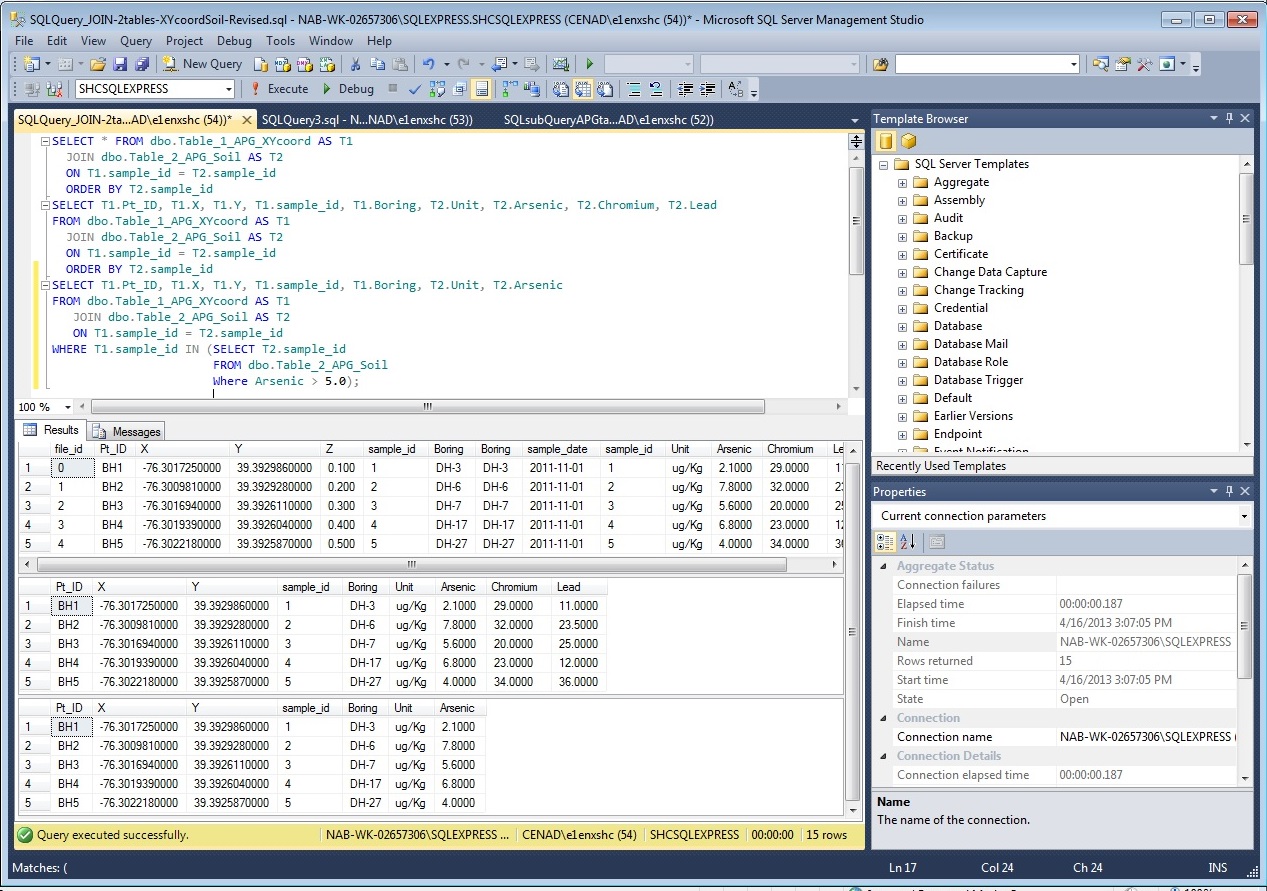 SQLQuery_JOIN-2tables-XYcoordSoil-Revised.sql - NAB-WK-02657306\SQLEXPRESS.SHCSQLEXPRESS (CENAD\e1enxshc (54))* - Microsoft SQL Server Management Studio
File Edit View Query Project Debug Tools Window Help
New Query
SHCSQLEXPRESS Execute Debug
SQLQuery_JOIN-2ta...AD\e1enxshc (54))* SQLQuery3.sql - N...NAD\e1enxshc (53)) SQLsubQueryAPGta...AD\e1enxshc (52))
SELECT * FROM dbo.Table_1_APG_XYcoord AS T1
JOIN dbo.Table_2_APG_Soil AS T2
ON T1.sample_id = T2.sample_id
ORDER BY T2.sample_id
SELECT T1.Pt_ID, T1.X, T1.Y, T1.sample_id, T1.Boring, T2.Unit, T2.Arsenic, T2.Chromium, T2.Lead
FROM dbo.Table_1_APG_XYcoord AS T1
JOIN dbo.Table_2_APG_Soil AS T2
ON T1.sample_id = T2.sample_id
ORDER BY T2.sample_id
SELECT T1.Pt_ID, T1.X, T1.Y, T1.sample_id, T1.Boring, T2.Unit, T2.Arsenic
FROM dbo.Table_1_APG_XYcoord AS T1
JOIN dbo.Table_2_APG_Soil AS T2
ON T1.sample_id = T2.sample_id
WHERE T1.sample_id IN (SELECT T2.sample_id
FROM dbo.Table_2_APG_Soil
Where Arsenic > 5.0);
100 %
Results Messages
file_id Pt_ID X Y Z sample_id Boring Boring sample_date sample_id Unit Arsenic Chromium Le
1 0 BH1 -76.3017250000 39.3929860000 0.100 1 DH-3 DH-3 2011-11-01 1 ug/Kg 2.1000 29.0000 11
2 1 BH2 -76.3009810000 39.3929280000 0.200 2 DH-6 DH-6 2011-11-01 2 ug/Kg 7.8000 32.0000 23
3 2 BH3 -76.3016940000 39.3926110000 0.300 3 DH-7 DH-7 2011-11-01 3 ug/Kg 5.6000 20.0000 25
4 3 BH4 -76.3019390000 39.3926040000 0.400 4 DH-17 DH-17 2011-11-01 4 ug/Kg 6.8000 23.0000 12
5 4 BH5 -76.3022180000 39.3925870000 0.500 5 DH-27 DH-27 2011-11-01 5 ug/Kg 4.0000 34.0000 36
Pt_ID X Y sample_id Boring Unit Arsenic Chromium Lead
1 BH1 -76.3017250000 39.3929860000 1 DH-3 ug/Kg 2.1000 29.0000 11.0000
2 BH2 -76.3009810000 39.3929280000 2 DH-6 ug/Kg 7.8000 32.0000 23.5000
3 BH3 -76.3016940000 39.3926110000 3 DH-7 ug/Kg 5.6000 20.0000 25.0000
4 BH4 -76.3019390000 39.3926040000 4 DH-17 ug/Kg 6.8000 23.0000 12.0000
5 BH5 -76.3022180000 39.3925870000 5 DH-27 ug/Kg 4.0000 34.0000 36.0000
Pt_ID X Y sample_id Boring Unit Arsenic
1 BH1 -76.3017250000 39.3929860000 1 DH-3 ug/Kg 2.1000
2 BH2 -76.3009810000 39.3929280000 2 DH-6 ug/Kg 7.8000
3 BH3 -76.3016940000 39.3926110000 3 DH-7 ug/Kg 5.6000
4 BH4 -76.3019390000 39.3926040000 4 DH-17 ug/Kg 6.8000
5 BH5 -76.3022180000 39.3925870000 5 DH-27 ug/Kg 4.0000
Query executed successfully. NAB-WK-02657306\SQLEXPRESS ... CENAD\e1enxshc (54) SHCSQLEXPRESS 00:00:00 15 rows
Template Browser
SQL Server Templates
Aggregate
Assembly
Audit
Backup
Certificate
Change Data Capture
Change Tracking
Credential
Database
Database Mail
Database Role
Database Trigger
Default
Earlier Versions
Endpoint
Event Notification
Recently Used Templates
Properties
Current connection parameters
Aggregate Status
Connection failures
Elapsed time 00:00:00.187
Finish time 4/16/2013 3:07:05 PM
Name NAB-WK-02657306\SQLEXPRESS
Rows returned 15
Start time 4/16/2013 3:07:05 PM
State Open
Connection
Connection name NAB-WK-02657306\SQLEXPRESS (
Connection Details
Connection elapsed time 00:00:00.187
Name
The name of the connection.
Matches: ( Ln 17 Col 24 Ch 24 INS